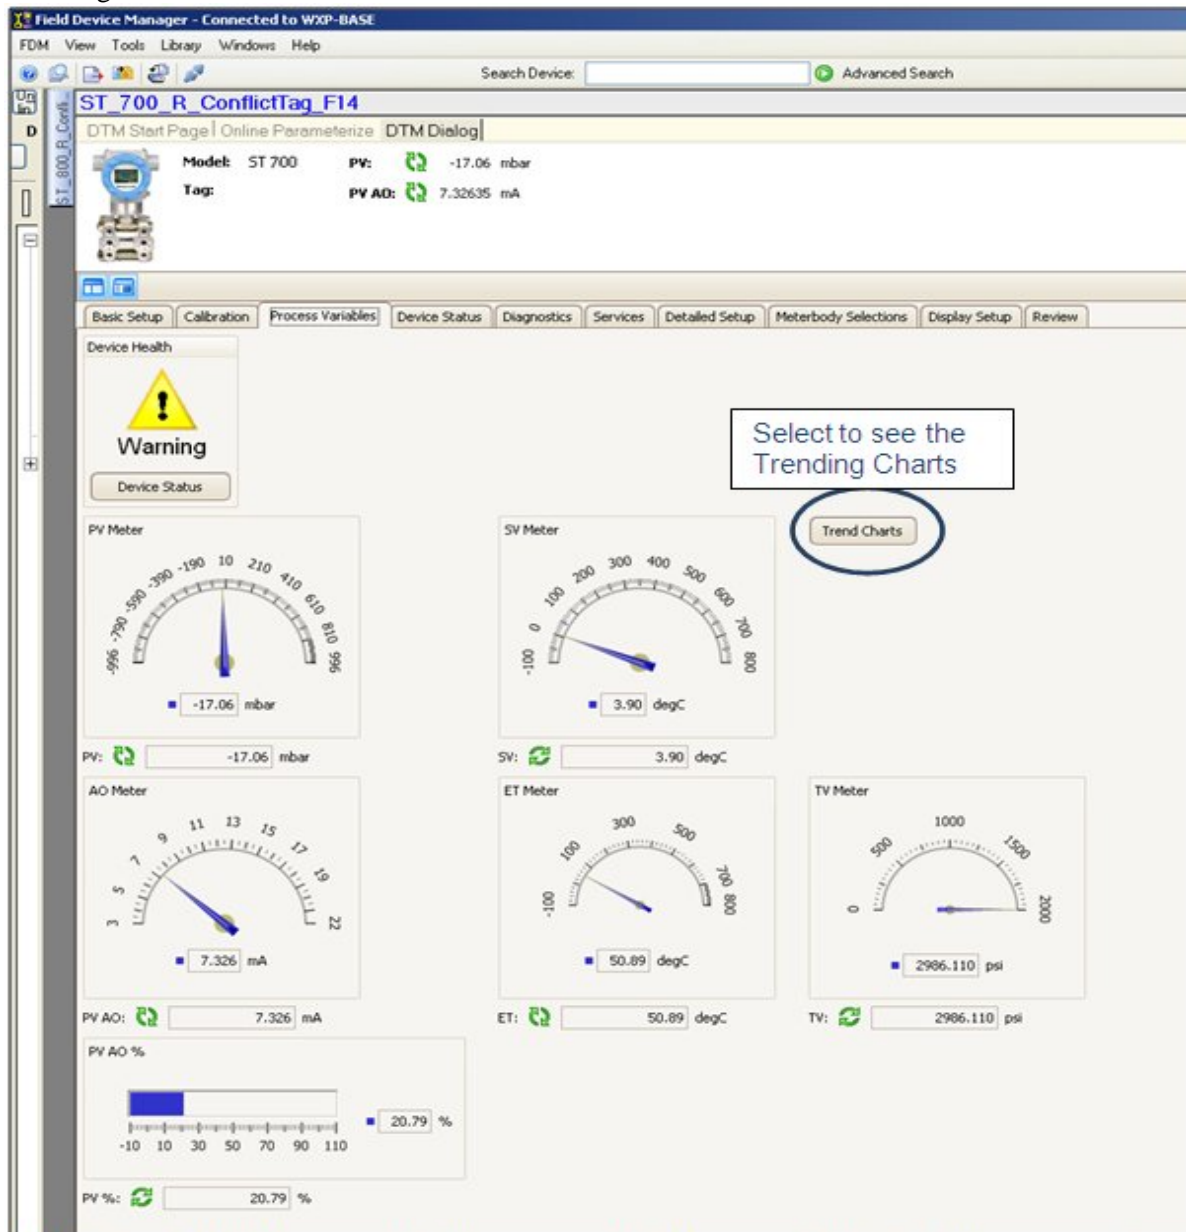 Field Device Manager - Connected to WXP-BASE
FDM View Tools Library Windows Help
Search Device: Advanced Search
ST_700_R_ConflictTag_F14
ST_800_R_Confli..
D
DTM Start Page Online Parameterize DTM Dialog
Model: ST 700 PV: -17.06 mbar
Tag: PV AO: 7.32635 mA
Basic Setup Calibration Process Variables Device Status Diagnostics Services Detailed Setup Meterbody Selections Display Setup Review
Device Health
Warning
Device Status
Select to see the
Trending Charts
Trend Charts
PV Meter
-996 -790 -590 -390 -190 10 210 410 610 810 996
-17.06 mbar
PV: -17.06 mbar
SV Meter
-100 0 100 200 300 400 500 600 700 800
3.90 degC
SV: 3.90 degC
AO Meter
3 5 7 9 11 13 15 17 19 22
7.326 mA
PV AO: 7.326 mA
ET Meter
-100 100 300 500 700 800
50.89 degC
ET: 50.89 degC
TV Meter
0 500 1000 1500 2000
2986.110 psi
TV: 2986.110 psi
PV AO %
-10 10 30 50 70 90 110
20.79 %
PV %: 20.79 %